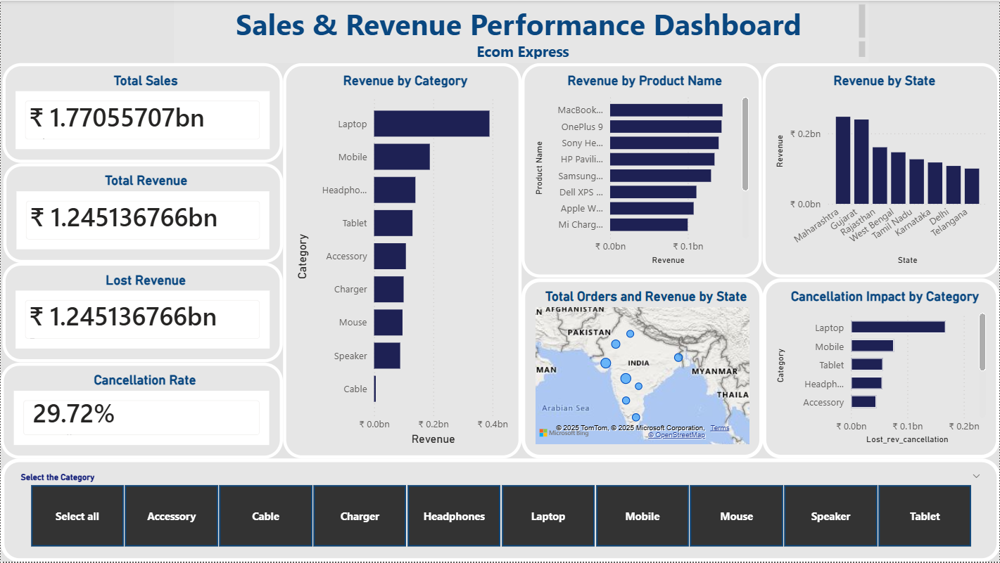 Sales & Revenue Performance Dashboard
Ecom Express
Total Sales
₹ 1.77055707bn
Total Revenue
₹ 1.245136766bn
Lost Revenue
₹ 1.245136766bn
Cancellation Rate
29.72%
Revenue by Category
Category
Laptop
Mobile
Headpho...
Tablet
Accessory
Charger
Mouse
Speaker
Cable
₹ 0.0bn ₹ 0.2bn ₹ 0.4bn
Revenue
Revenue by Product Name
Product Name
MacBook...
OnePlus 9
Sony He...
HP Pavili...
Samsung...
Dell XPS ...
Apple W...
Mi Charg...
₹ 0.0bn ₹ 0.1bn
Revenue
Revenue by State
Revenue
₹ 0.2bn
₹ 0.0bn
Maharashtra
Gujarat
Rajasthan
West Bengal
Tamil Nadu
Karnataka
Delhi
Telangana
State
Total Orders and Revenue by State
AFGHANISTAN
N
PAKISTAN
INDIA
MAN
MYANMAR
THAILA
Arabian Sea
© 2025 TomTom, © 2025 Microsoft Corporation, Terms
Microsoft Bing
© OpenStreetMap
Cancellation Impact by Category
Category
Laptop
Mobile
Tablet
Headph...
Accessory
₹ 0.0bn ₹ 0.1bn ₹ 0.2bn
Lost_rev_cancellation
Select the Category
Select all Accessory Cable Charger Headphones Laptop Mobile Mouse Speaker Tablet